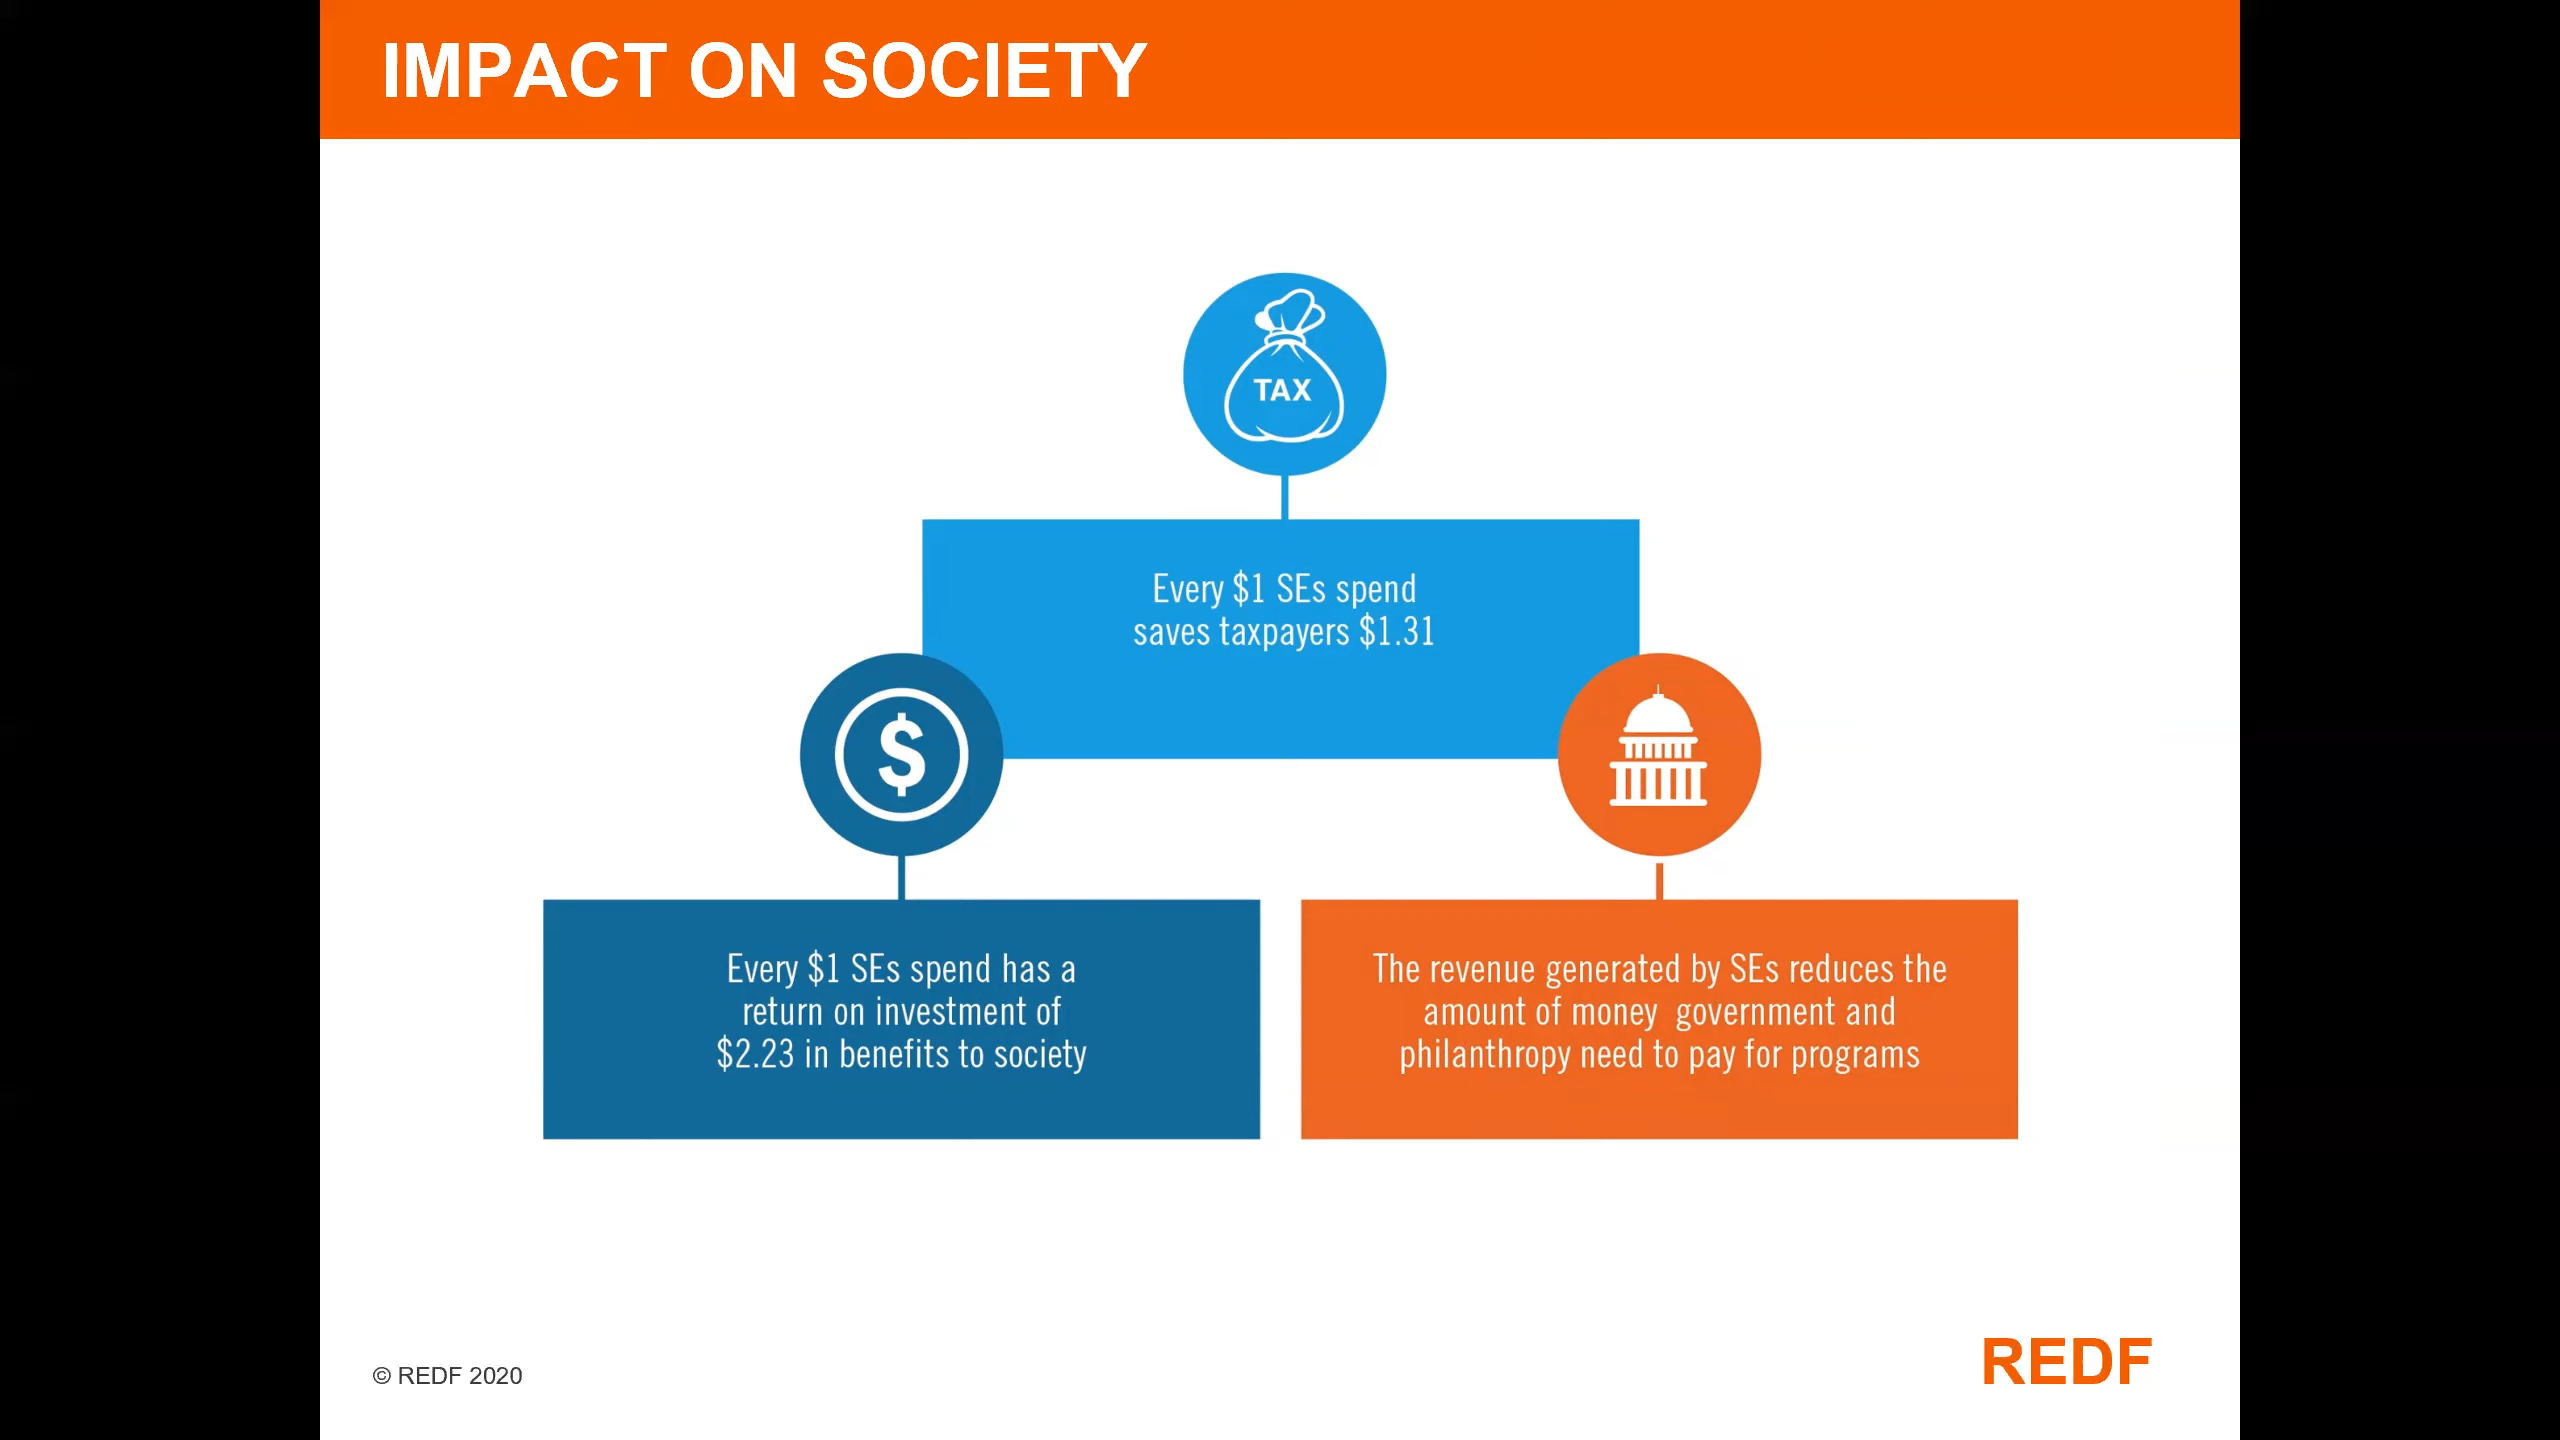 IMPACT ON SOCIETY
TAX
Every $1 SEs spend
saves taxpayers $1.31
$
Every $1 SEs spend has a
return on investment of
$2.23 in benefits to society
The revenue generated by SEs reduces the
amount of money government and
philanthropy need to pay for programs
© REDF 2020
REDF